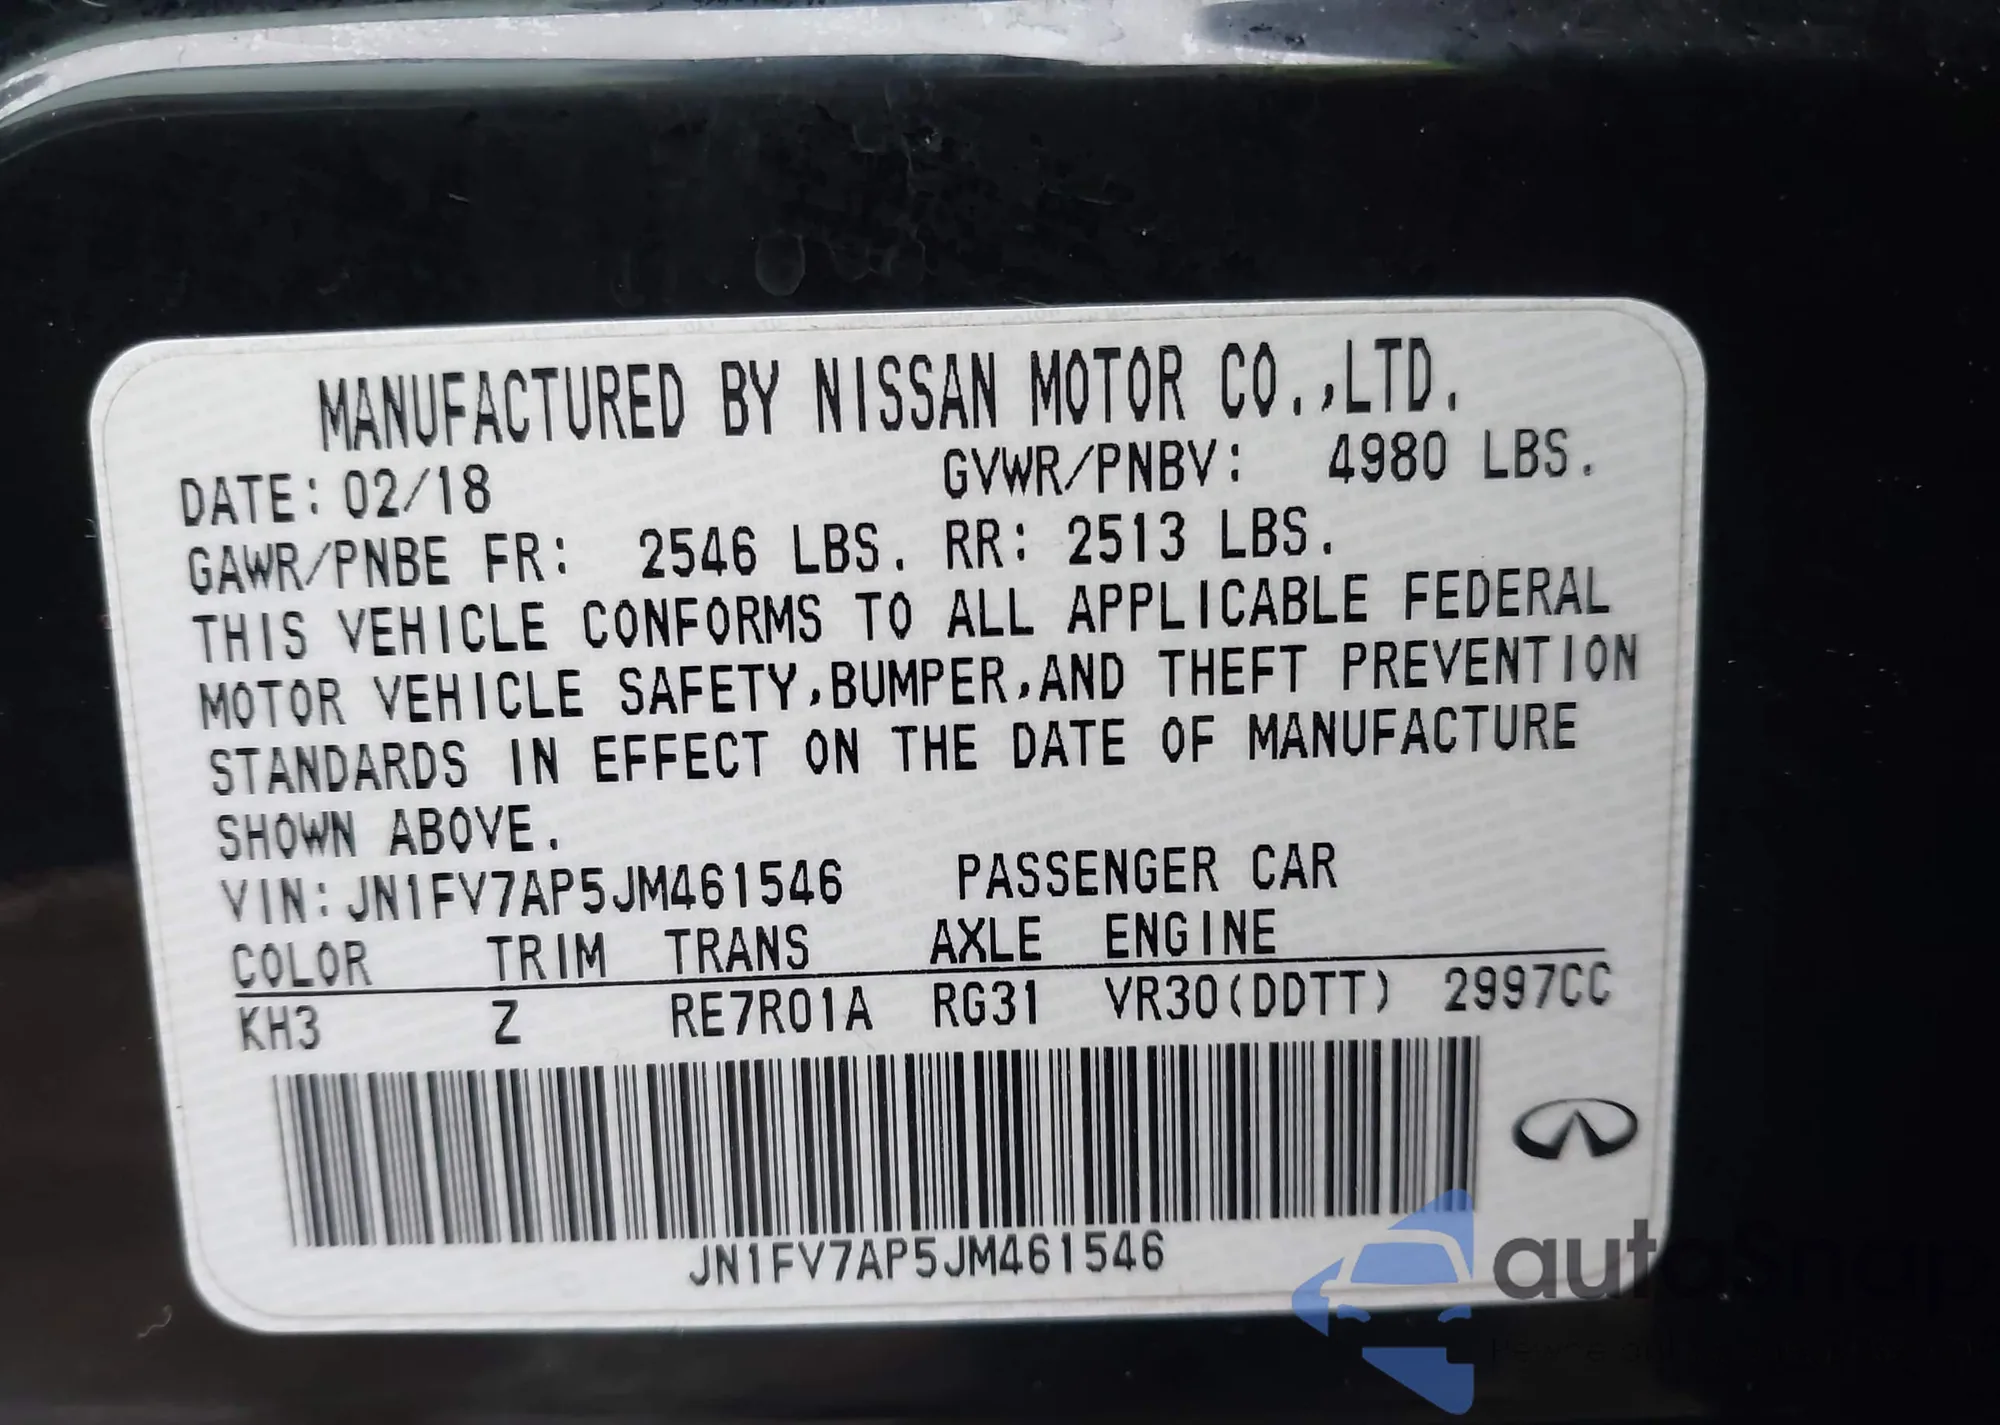 MANUFACTURED BY NISSAN MOTOR CO.,LTD.
DATE: 02/18 GVWR/PNBV: 4980 LBS.
GAWR/PNBE FR: 2546 LBS. RR: 2513 LBS.
THIS VEHICLE CONFORMS TO ALL APPLICABLE FEDERAL
MOTOR VEHICLE SAFETY,BUMPER,AND THEFT PREVENTION
STANDARDS IN EFFECT ON THE DATE OF MANUFACTURE
SHOWN ABOVE.
VIN:JN1FV7AP5JM461546 PASSENGER CAR
COLOR TRIM TRANS AXLE ENGINE
KH3 Z RE7R01A RG31 VR30(DDTT) 2997CC
JN1FV7AP5JM461546